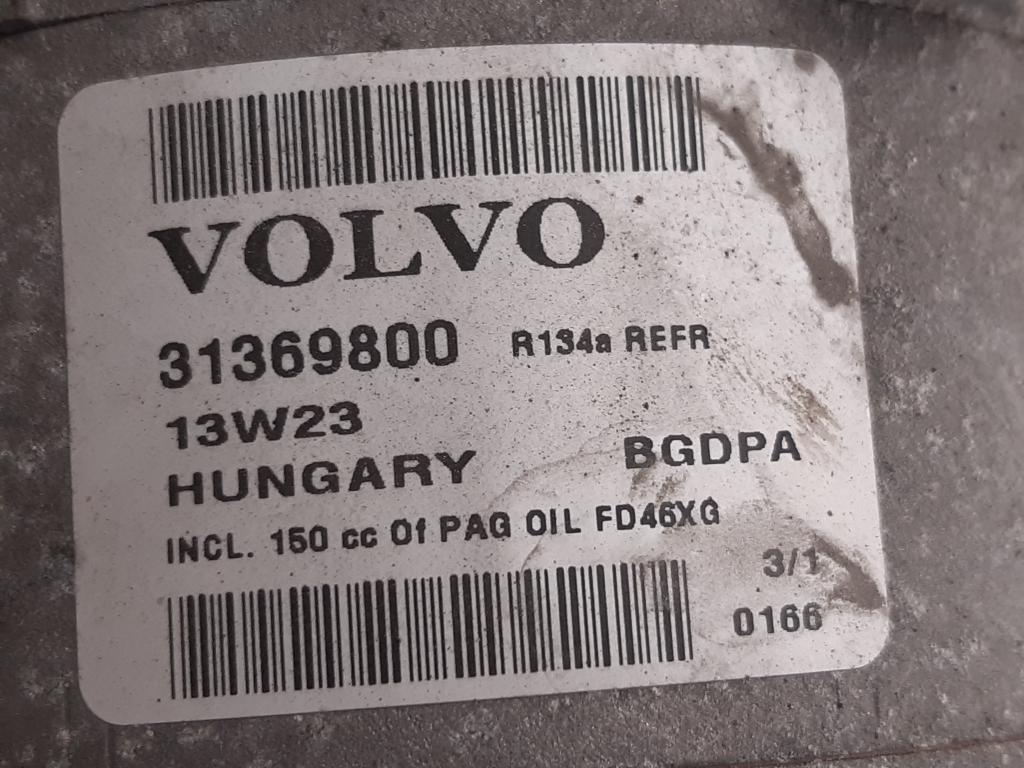 VOLVO
31369800 R134a REFR
13W23
HUNGARY BGDPA
INCL. 150 cc Of PAG OIL FD46XG
3/1
0166